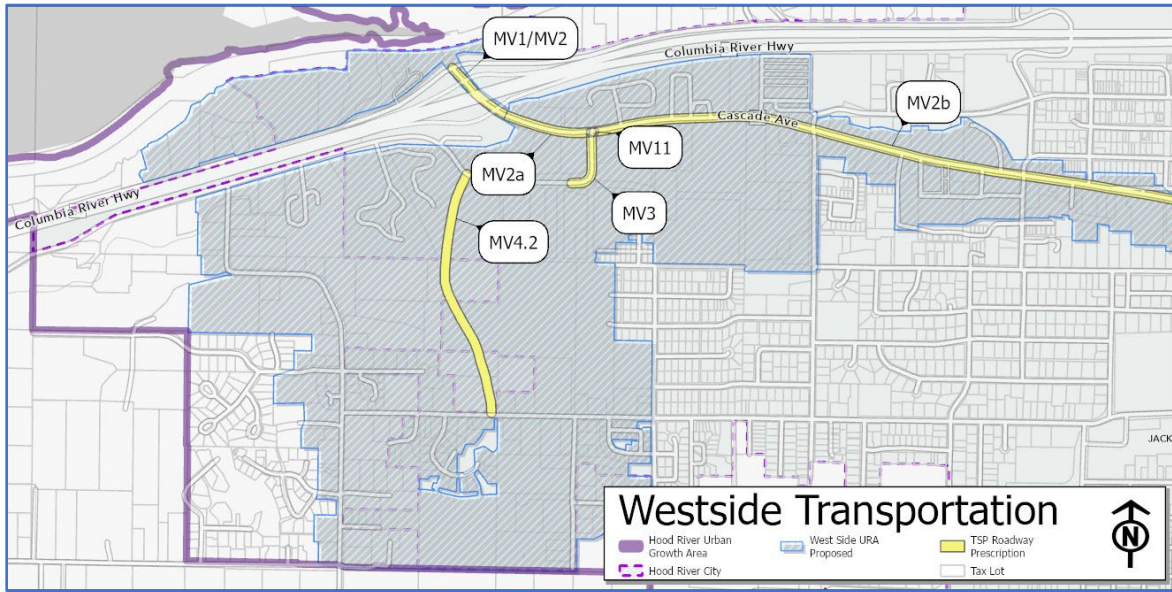 MV1/MV2
Columbia River Hwy
MV2b
Cascade Ave
MV11
MV2a
MV3
Columbia River Hwy
MV4.2
JACK
Westside Transportation
Hood River Urban
Growth Area
West Side URA
Proposed
TSP Roadway
Prescription
Hood River City
Tax Lot
N